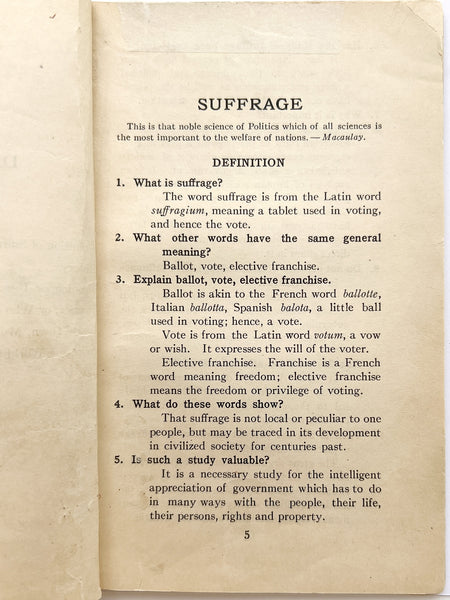 SUFFRAGE
This is that noble science of Politics which of all sciences is
the most important to the welfare of nations. — Macaulay.
DEFINITION
1. What is suffrage?
The word suffrage is from the Latin word
suffragium, meaning a tablet used in voting,
and hence the vote.
2. What other words have the same general
meaning?
Ballot, vote, elective franchise.
3. Explain ballot, vote, elective franchise.
Ballot is akin to the French word ballotte,
Italian ballotta, Spanish balota, a little ball
used in voting; hence, a vote.
Vote is from the Latin word votum, a vow
or wish. It expresses the will of the voter.
Elective franchise. Franchise is a French
word meaning freedom; elective franchise
means the freedom or privilege of voting.
4. What do these words show?
That suffrage is not local or peculiar to one
people, but may be traced in its development
in civilized society for centuries past.
5. Is such a study valuable?
It is a necessary study for the intelligent
appreciation of government which has to do
in many ways with the people, their life,
their persons, rights and property.
5